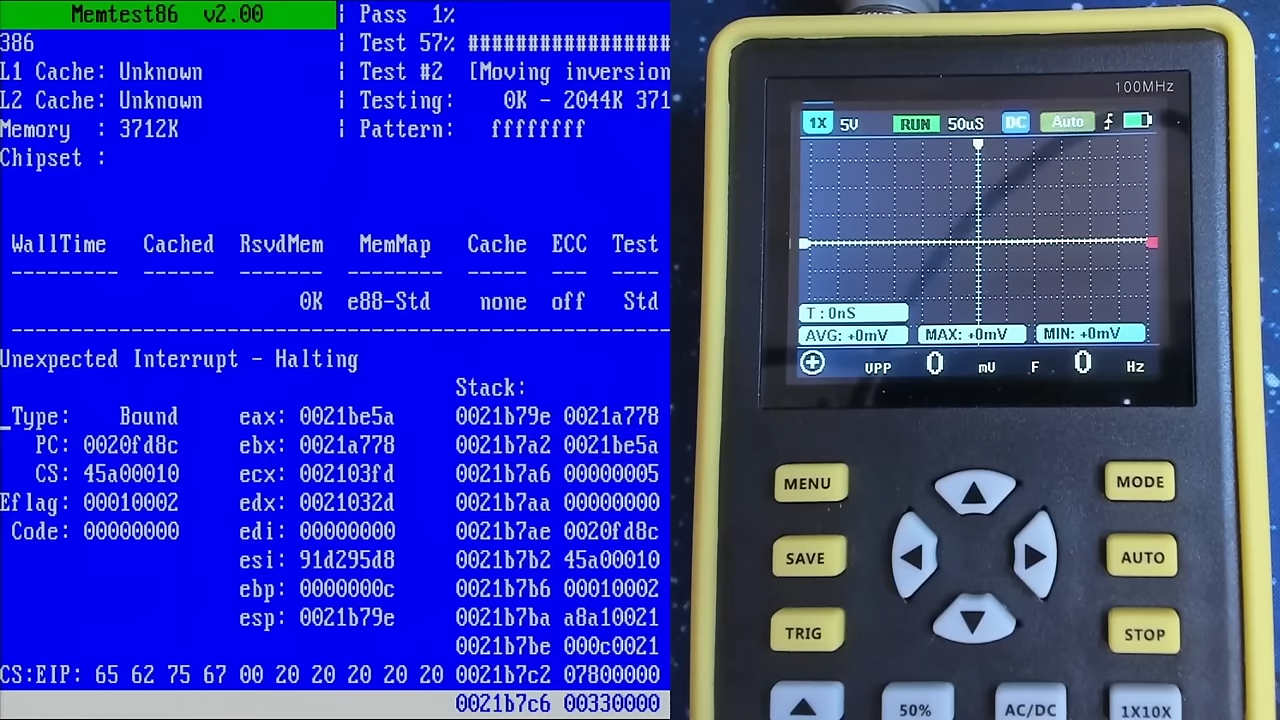 Memtest86 v2.00 | Pass 1%
386 | Test 57% #################
L1 Cache: Unknown | Test #2 [Moving inversion
L2 Cache: Unknown | Testing: 0K - 2044K 371
Memory : 3712K | Pattern: ffffffff
Chipset :
WallTime Cached RsvdMem MemMap Cache ECC Test
--------- ------ ------- -------- ----- --- ----
0K e88-Std none off Std
Unexpected Interrupt - Halting
Stack:
_Type: Bound eax: 0021be5a 0021b79e 0021a778
PC: 0020fd8c ebx: 0021a778 0021b7a2 0021be5a
CS: 45a00010 ecx: 002103fd 0021b7a6 00000005
Eflag: 00010002 edx: 0021032d 0021b7aa 00000000
Code: 00000000 edi: 00000000 0021b7ae 0020fd8c
esi: 91d295d8 0021b7b2 45a00010
ebp: 0000000c 0021b7b6 00010002
esp: 0021b79e 0021b7ba a8a10021
0021b7be 000c0021
CS:EIP: 65 62 75 67 00 20 20 20 20 20 0021b7c2 07800000
0021b7c6 00330000
100MHz
1X 5V RUN 50uS DC Auto
T : 0nS
AVG: +0mV MAX: +0mV MIN: +0mV
VPP 0 mV F 0 Hz
MENU MODE
SAVE AUTO
TRIG STOP
50% AC/DC 1X10X